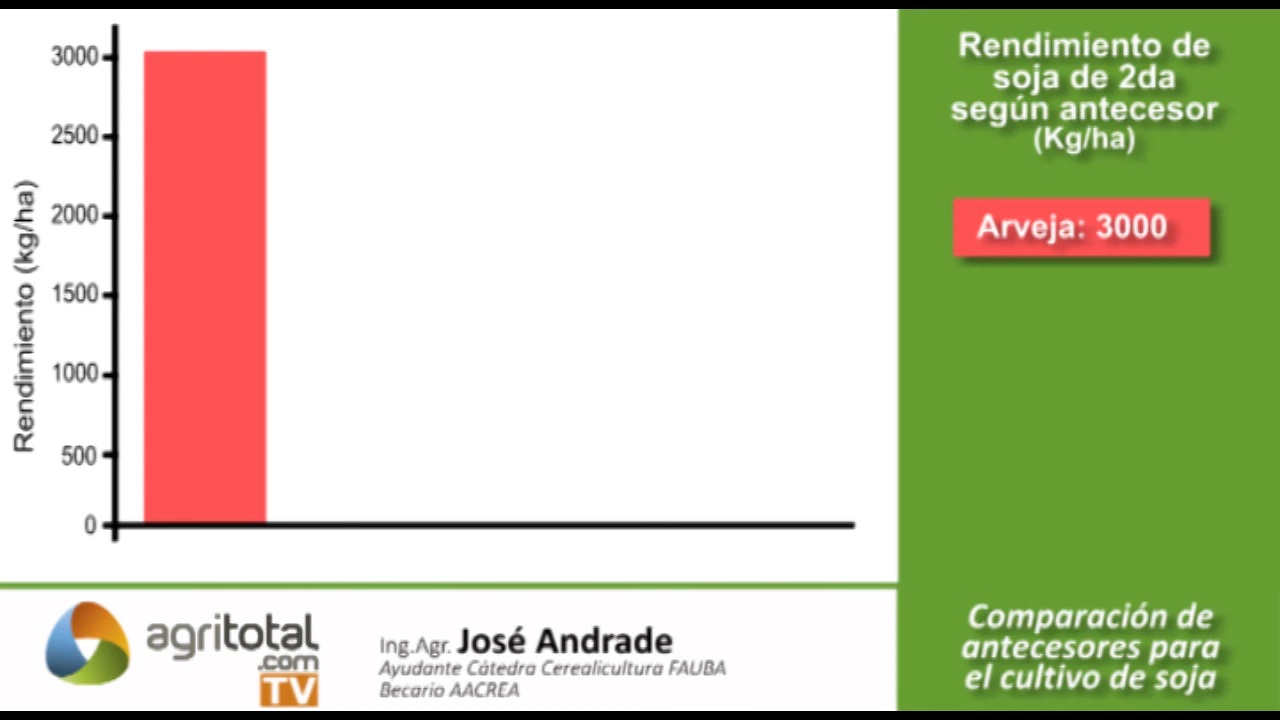 Rendimiento (kg/ha)
3000
2500
2000
1500
1000
500
0
Rendimiento de
soja de 2da
según antecesor
(Kg/ha)
Arveja: 3000
agritotal
.com
TV
Ing.Agr. José Andrade
Ayudante Cátedra Cerealicultura FAUBA
Becario AACREA
Comparación de
antecesores para
el cultivo de soja